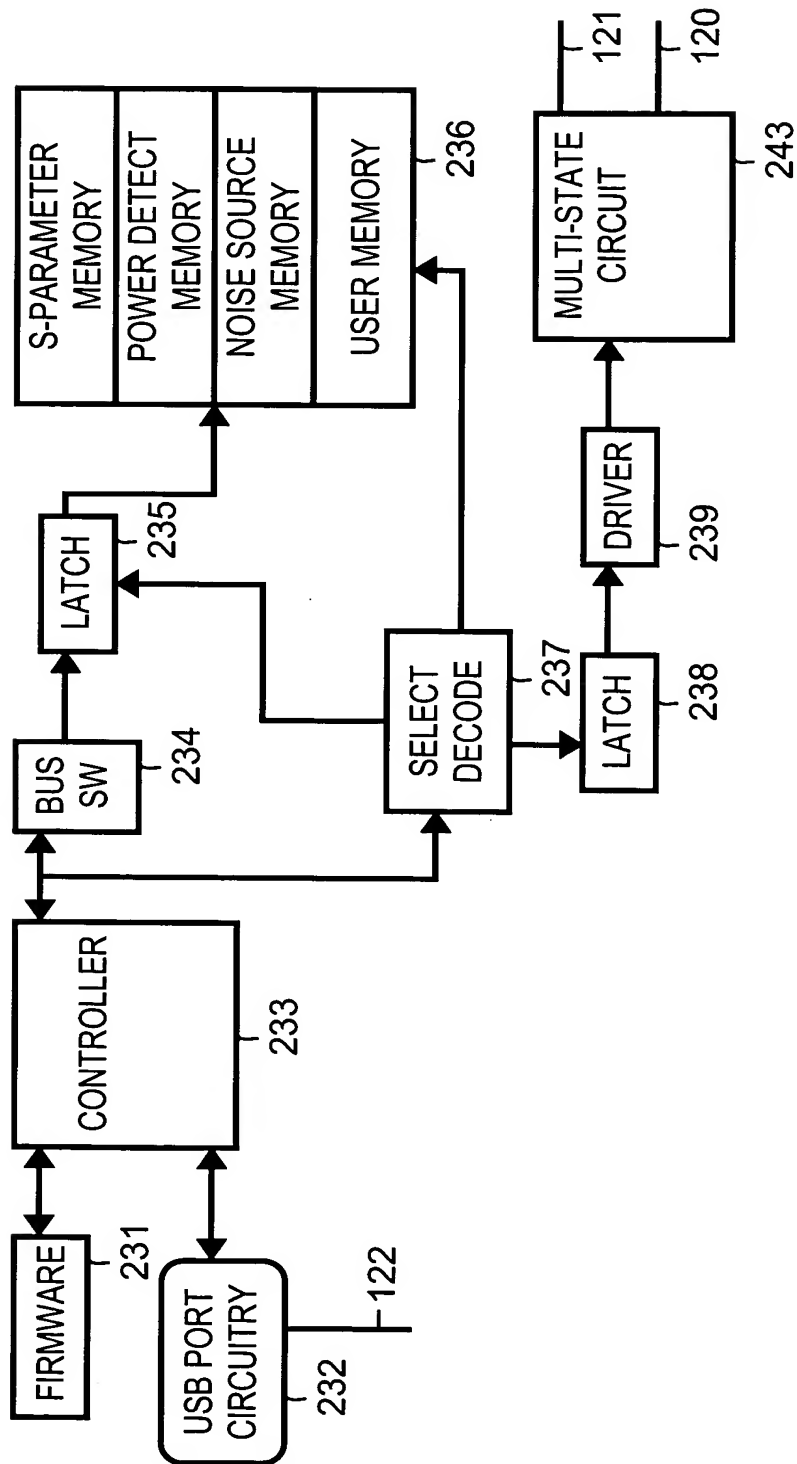 FIRMWARE
231
USB PORT
CIRCUITRY
232
122
CONTROLLER
233
BUS
SW
234
LATCH
235
S-PARAMETER
MEMORY
POWER DETECT
MEMORY
NOISE SOURCE
MEMORY
USER MEMORY
236
SELECT
DECODE
237
LATCH
238
DRIVER
239
MULTI-STATE
CIRCUIT
243
121
120